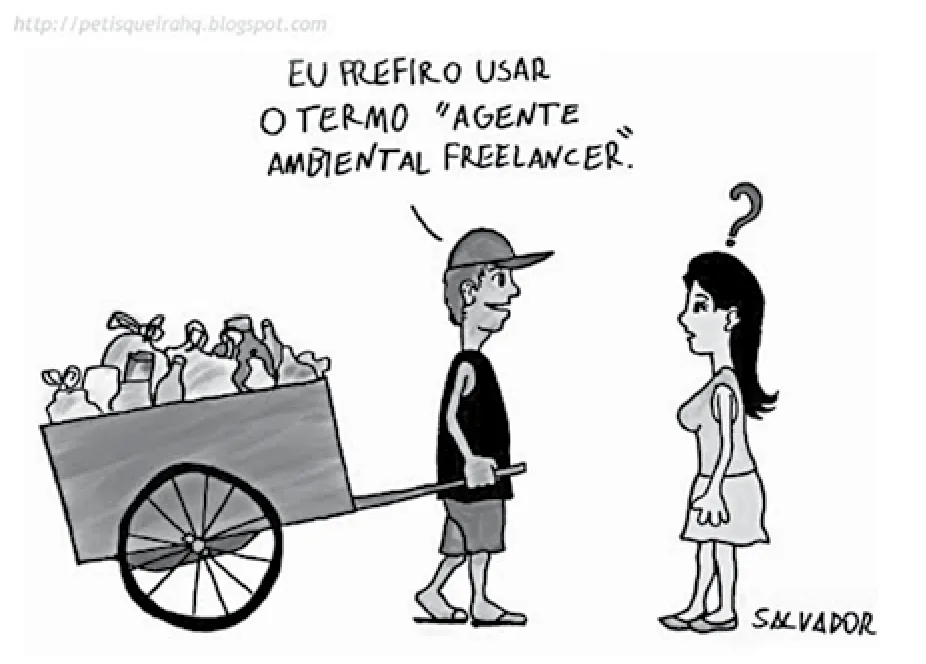 http://petisqueirahq.blogspot.com
EU PREFIRO USAR
O TERMO "AGENTE
AMBIENTAL FREELANCER".
?
SALVADOR